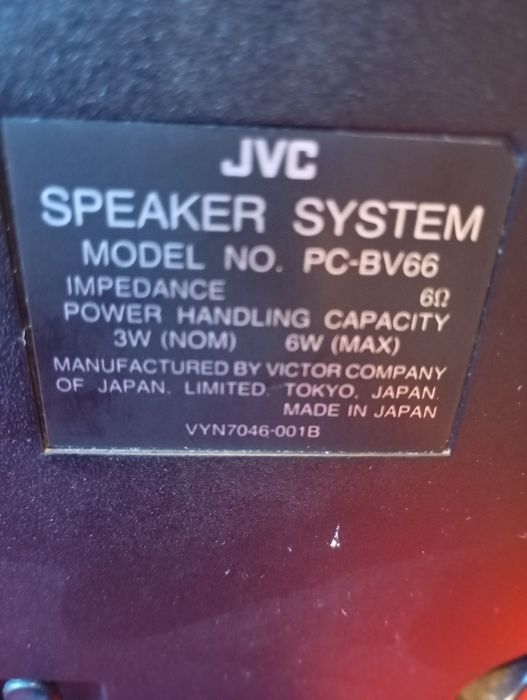 JVC
SPEAKER SYSTEM
MODEL NO. PC-BV66
IMPEDANCE 6Ω
POWER HANDLING CAPACITY
3W (NOM) 6W (MAX)
MANUFACTURED BY VICTOR COMPANY
OF JAPAN, LIMITED. TOKYO, JAPAN.
MADE IN JAPAN
VYN7046-001B